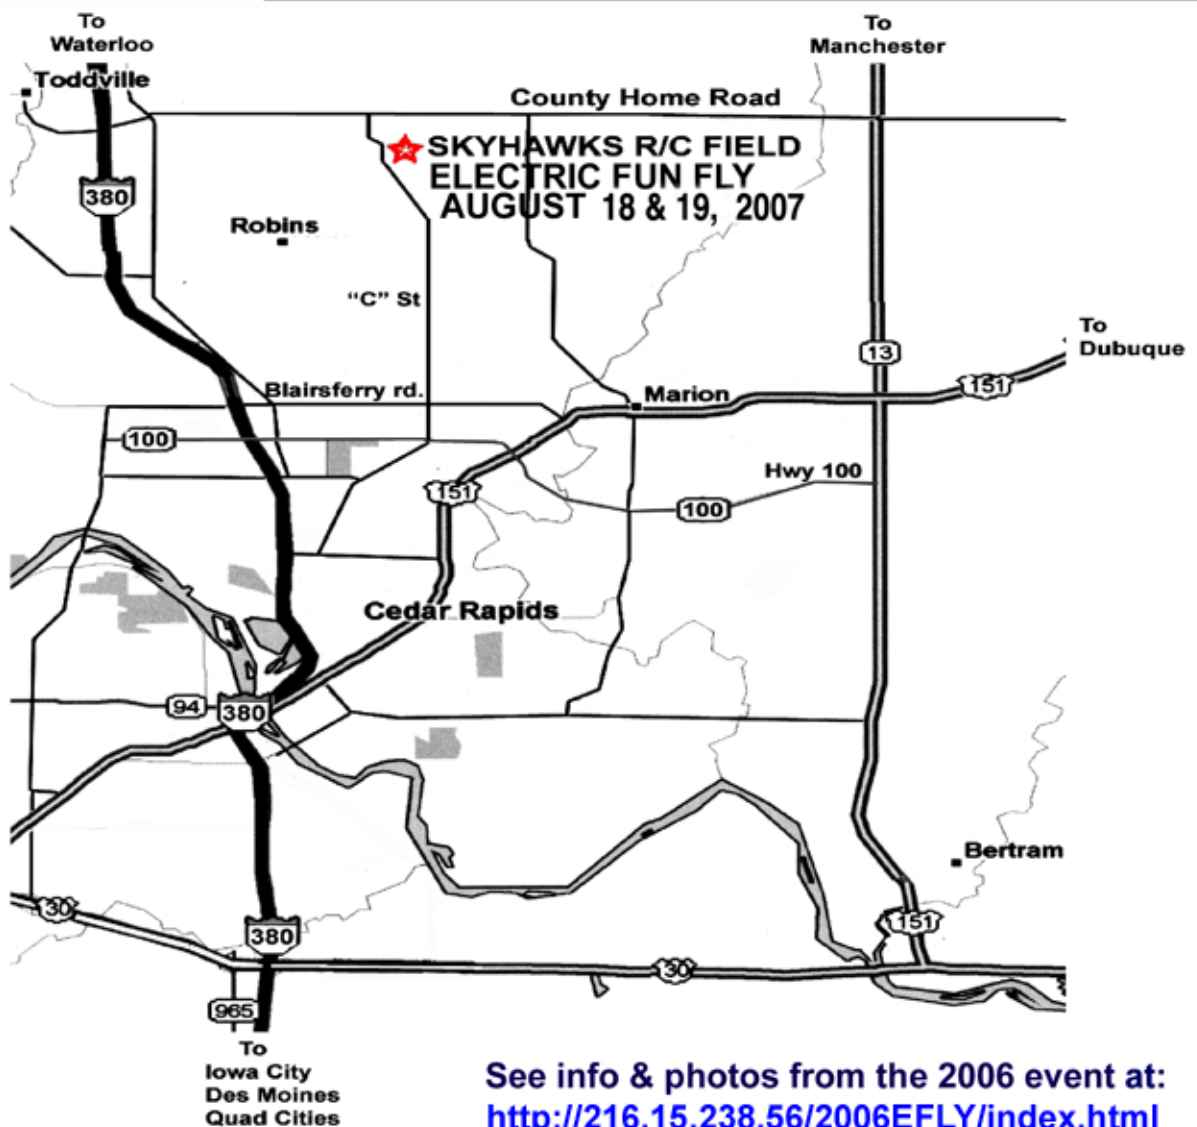 To
Waterloo
To
Manchester
Toddville
County Home Road
SKYHAWKS R/C FIELD
ELECTRIC FUN FLY
AUGUST 18 & 19, 2007
380
Robins
"C" St
To
Dubuque
13
151
Blairsferry rd.
Marion
100
Hwy 100
151
100
Cedar Rapids
94
380
Bertram
30
151
380
30
965
To
Iowa City
Des Moines
Quad Cities
See info & photos from the 2006 event at:
http://216.15.238.56/2006EFLY/index.html